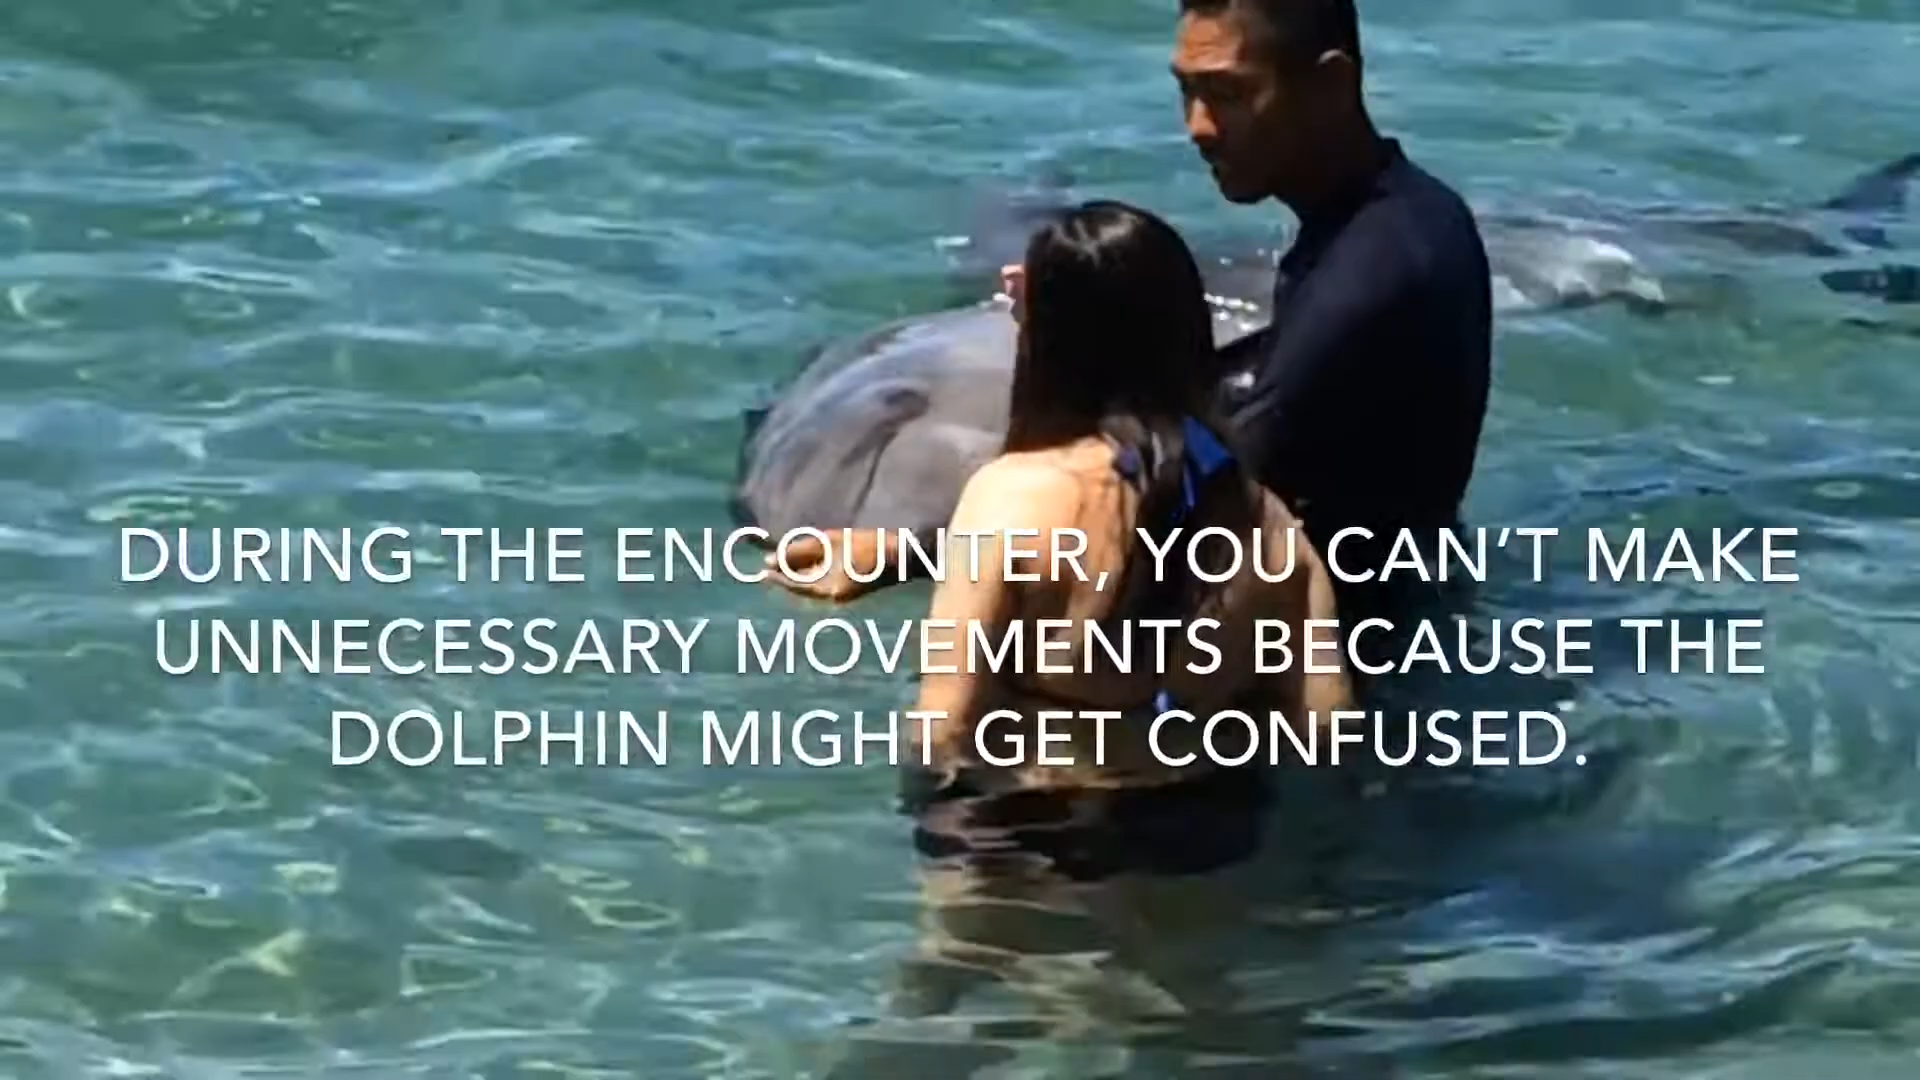 DURING THE ENCOUNTER, YOU CAN’T MAKE
UNNECESSARY MOVEMENTS BECAUSE THE
DOLPHIN MIGHT GET CONFUSED.